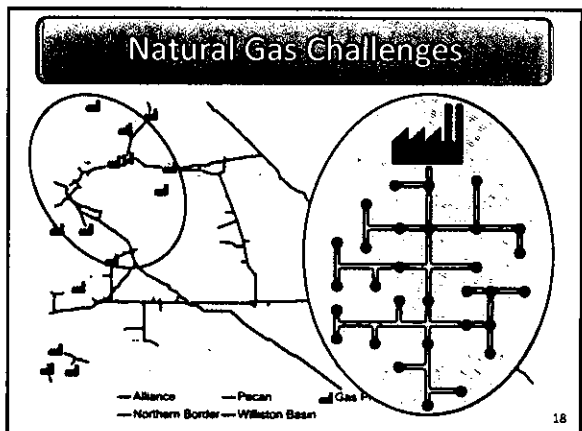 Natural Gas Challenges
Alliance
Pecan
Gas P
Northern Border
Williston Basin
18